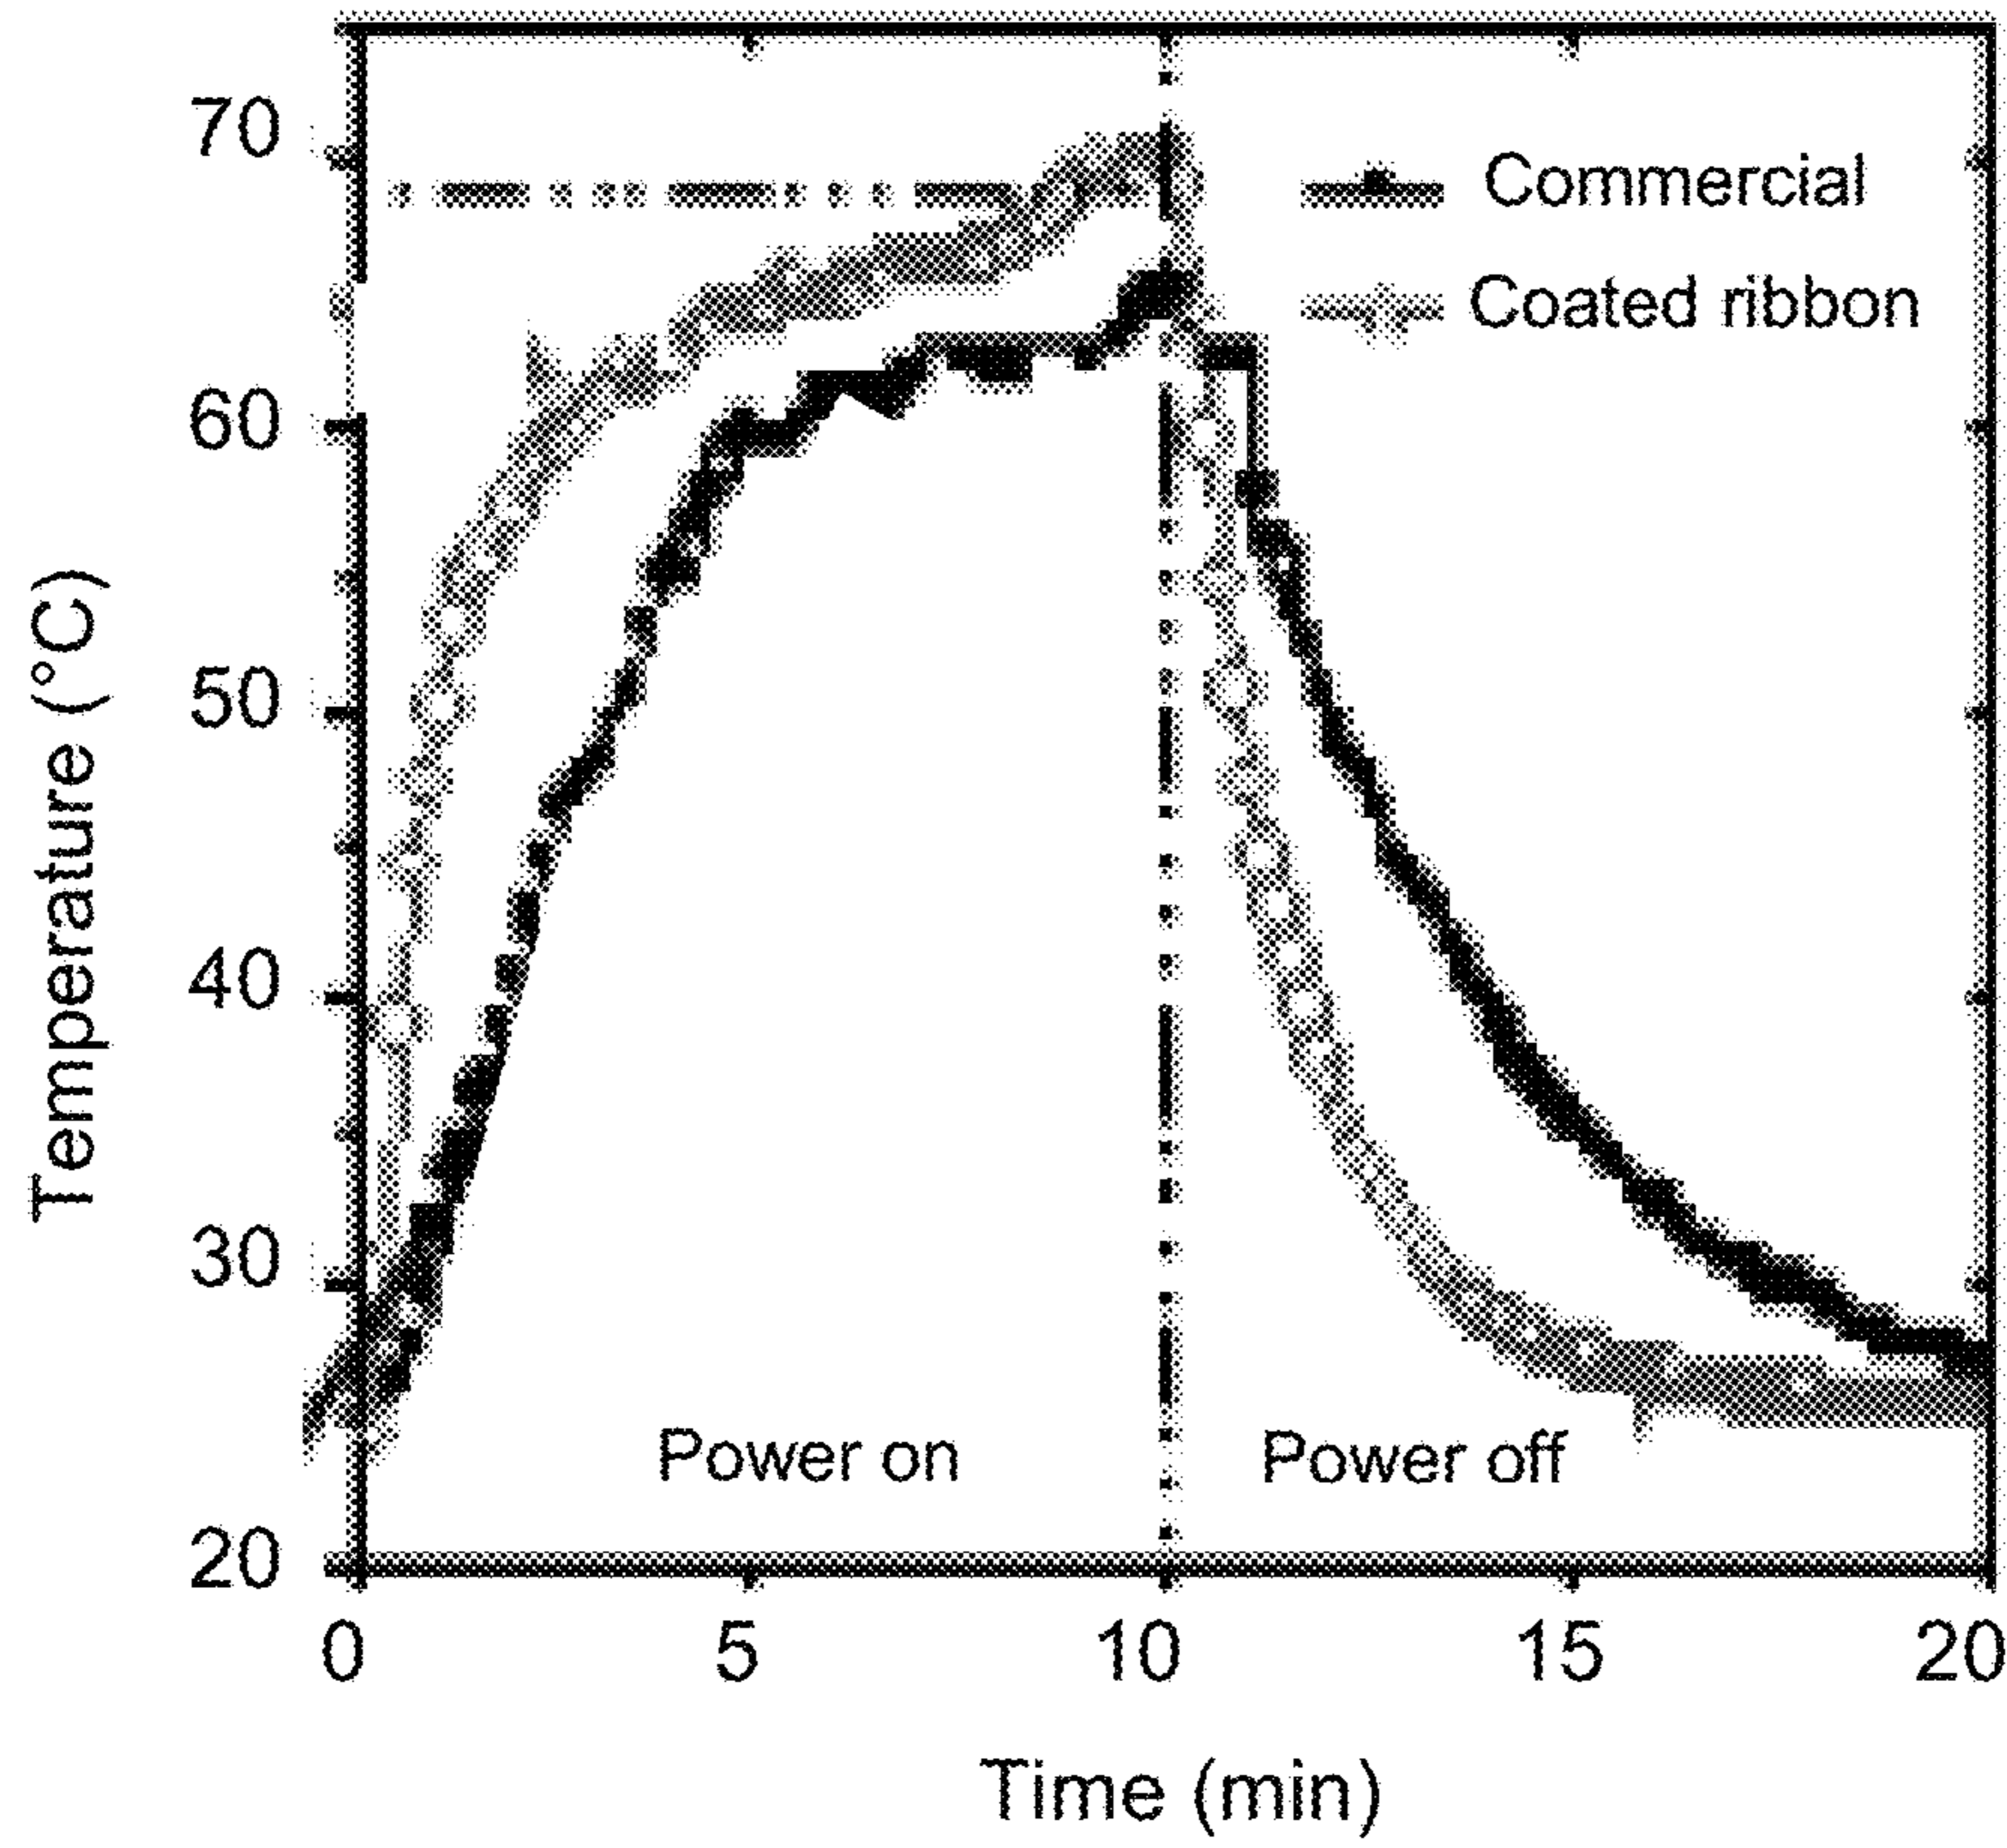 70
Commercial
Coated ribbon
60
50
40
30
20
Temperature (°C)
Power on
Power off
0 5 10 15 20
Time (min)